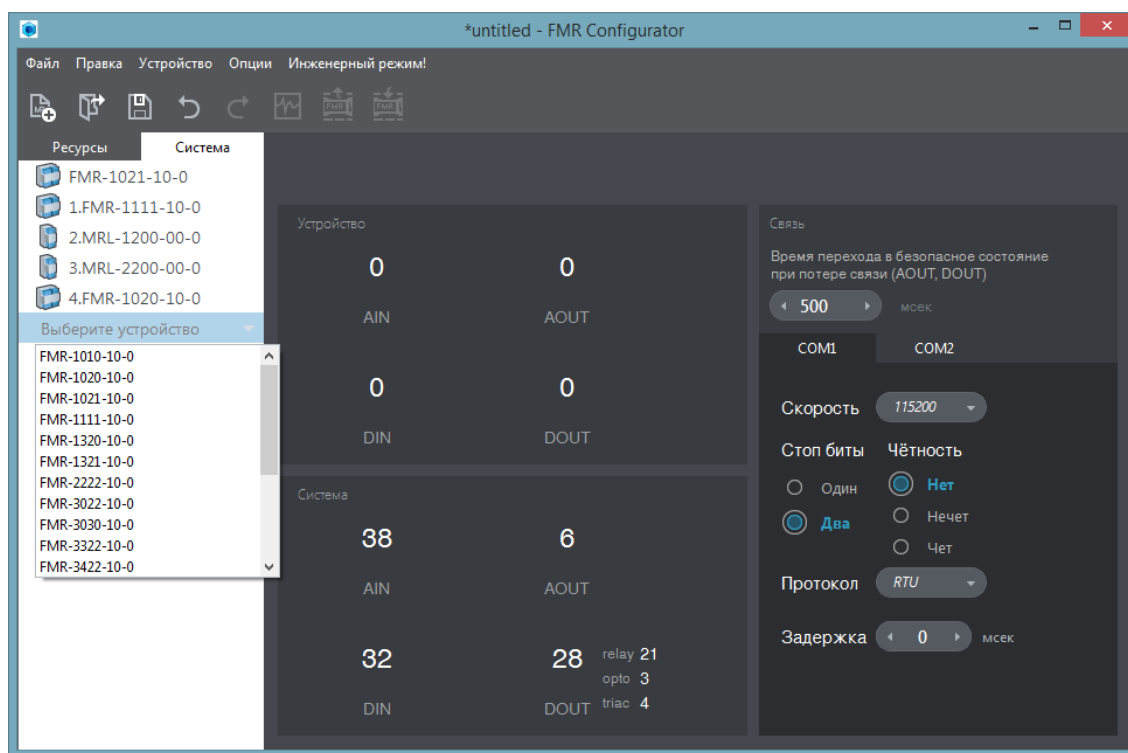 *untitled - FMR Configurator
Файл Правка Устройство Опции Инженерный режим!
Ресурсы Система
FMR-1021-10-0
1.FMR-1111-10-0
2.MRL-1200-00-0
3.MRL-2200-00-0
4.FMR-1020-10-0
Выберите устройство
FMR-1010-10-0
FMR-1020-10-0
FMR-1021-10-0
FMR-1111-10-0
FMR-1320-10-0
FMR-1321-10-0
FMR-2222-10-0
FMR-3022-10-0
FMR-3030-10-0
FMR-3322-10-0
FMR-3422-10-0
Устройство
0 0
AIN AOUT
0 0
DIN DOUT
Система
38 6
AIN AOUT
32 28
DIN DOUT
relay 21
opto 3
triac 4
Связь
Время перехода в безопасное состояние
при потере связи (AOUT, DOUT)
500 мсек
COM1 COM2
Скорость 115200
Стоп биты Чётность
Один Нет
Два Нечет
Чет
Протокол RTU
Задержка 0 мсек